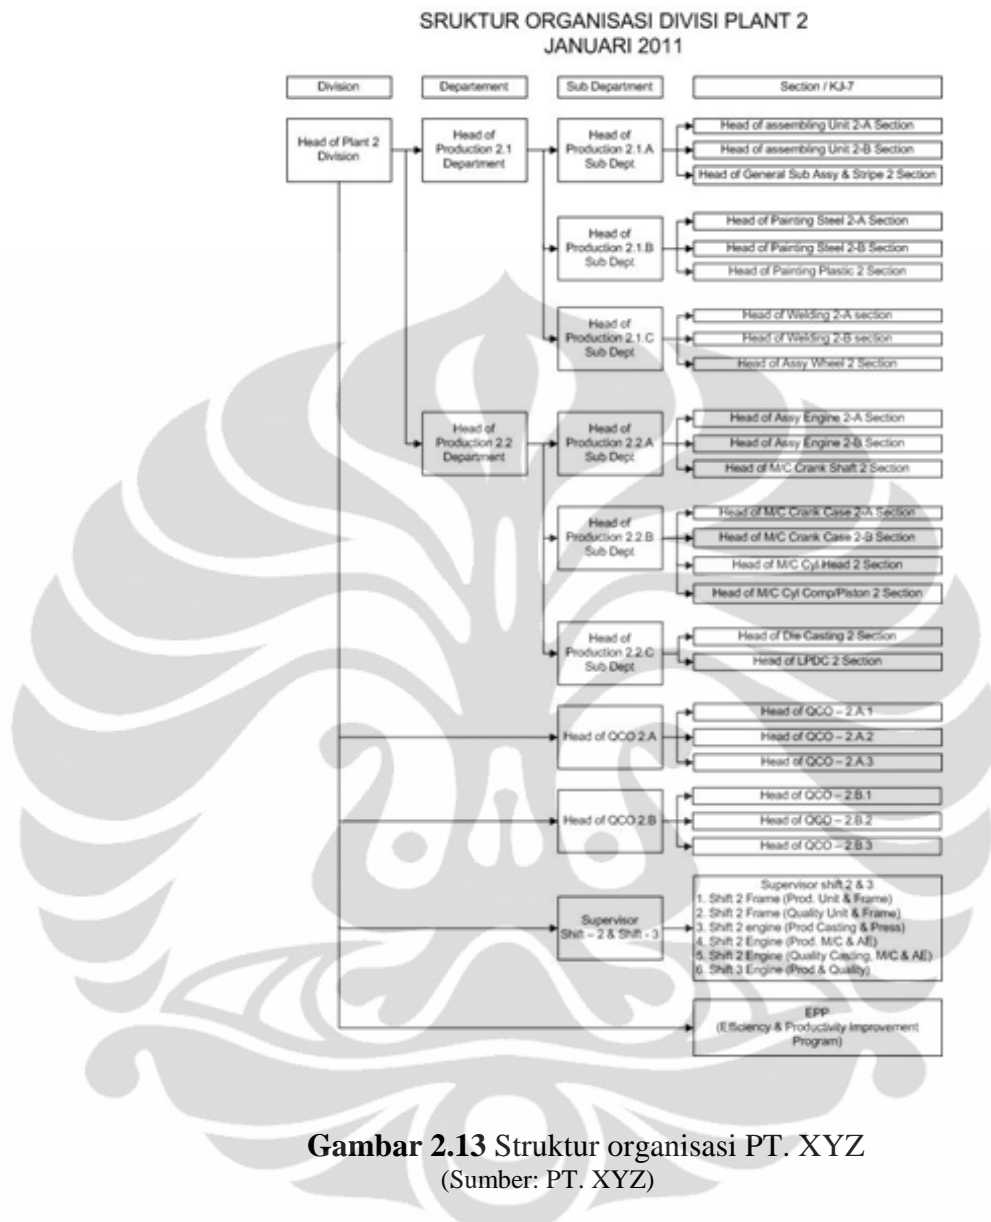 SRUKTUR ORGANISASI DIVISI PLANT 2
JANUARI 2011
Division
Departement
Sub Department
Section / KJ-7
Head of Plant 2
Division
Head of
Production 2.1
Department
Head of
Production 2.1.A
Sub Dept
Head of assembling Unit 2-A Section
Head of assembling Unit 2-B Section
Head of General Sub Assy & Stripe 2 Section
Head of
Production 2.1.B
Sub Dept
Head of Painting Steel 2-A Section
Head of Painting Steel 2-B Section
Head of Painting Plastic 2 Section
Head of
Production 2.1.C
Sub Dept
Head of Welding 2-A section
Head of Welding 2-B section
Head of Assy Wheel 2 Section
Head of
Production 2.2
Department
Head of
Production 2.2.A
Sub Dept
Head of Assy Engine 2-A Section
Head of Assy Engine 2-B Section
Head of M/C Crank Shaft 2 Section
Head of
Production 2.2.B
Sub Dept
Head of M/C Crank Case 2-A Section
Head of M/C Crank Case 2-B Section
Head of M/C Cyl.Head 2 Section
Head of M/C Cyl Comp/Piston 2 Section
Head of
Production 2.2.C
Sub Dept
Head of Die Casting 2 Section
Head of LPDC 2 Section
Head of QCO 2.A
Head of QCO – 2.A.1
Head of QCO – 2.A.2
Head of QCO – 2.A.3
Head of QCO 2.B
Head of QCO – 2.B.1
Head of QCO – 2.B.2
Head of QCO – 2.B.3
Supervisor
Shift – 2 & Shift - 3
Supervisor shift 2 & 3
1. Shift 2 Frame (Prod. Unit & Frame)
2. Shift 2 Frame (Quality Unit & Frame)
3. Shift 2 engine (Prod Casting & Press)
4. Shift 2 Engine (Prod. M/C & AE)
5. Shift 2 Engine (Quality Casting, M/C & AE)
6. Shift 3 Engine (Prod & Quality)
EPP
(Efficiency & Productivity Improvement
Program)
Gambar 2.13 Struktur organisasi PT. XYZ
(Sumber: PT. XYZ)